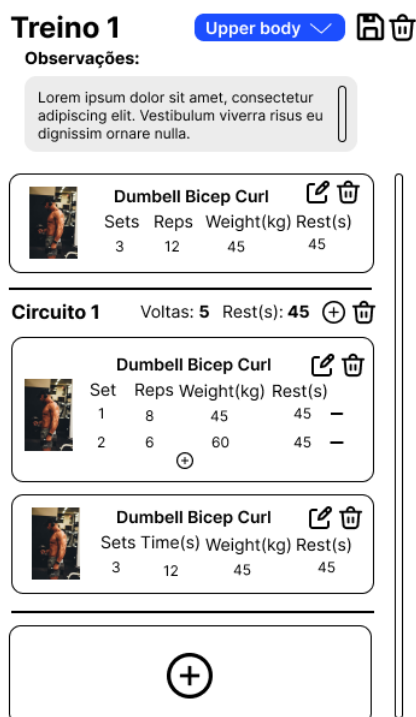 Treino 1 Upper body
Observações:
Lorem ipsum dolor sit amet, consectetur
adipiscing elit. Vestibulum viverra risus eu
dignissim ornare nulla.
Dumbell Bicep Curl
Sets Reps Weight(kg) Rest(s)
3 12 45 45
Circuito 1 Voltas: 5 Rest(s): 45
Dumbell Bicep Curl
Set Reps Weight(kg) Rest(s)
1 8 45 45
2 6 60 45
Dumbell Bicep Curl
Sets Time(s) Weight(kg) Rest(s)
3 12 45 45